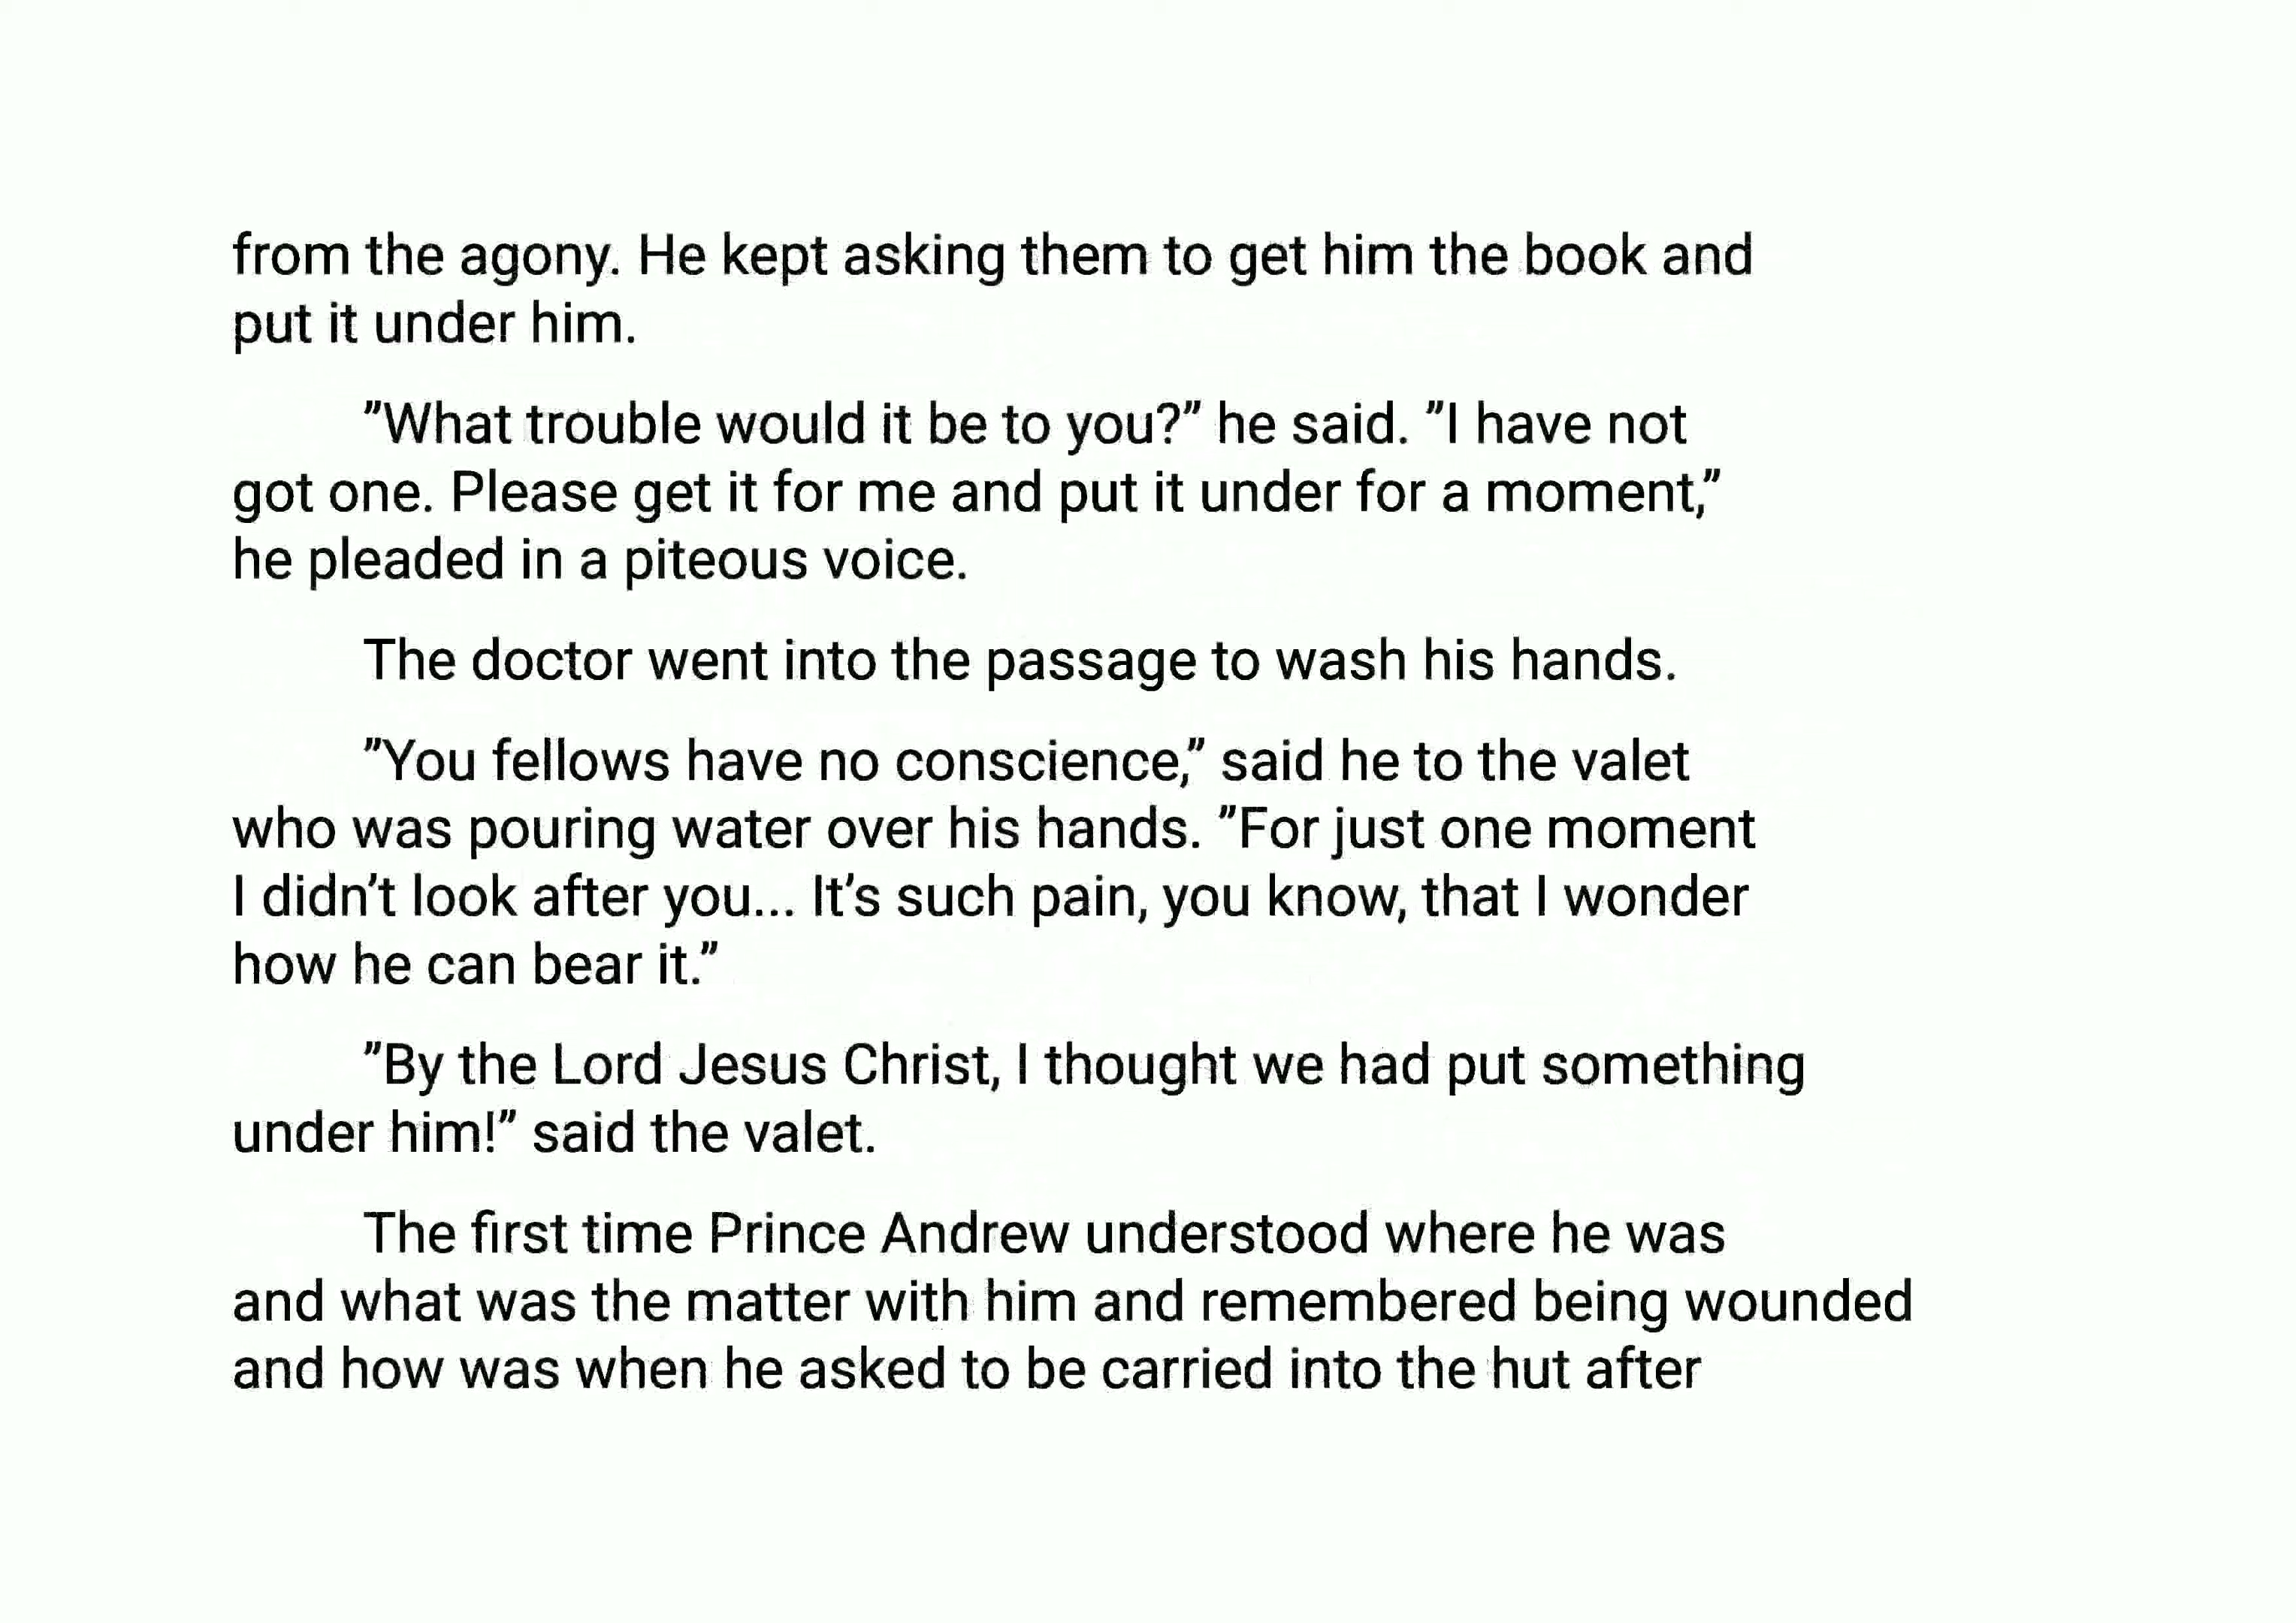 from the agony. He kept asking them to get him the book and
put it under him.
”What trouble would it be to you?” he said. ”I have not
got one. Please get it for me and put it under for a moment,”
he pleaded in a piteous voice.
The doctor went into the passage to wash his hands.
”You fellows have no conscience,” said he to the valet
who was pouring water over his hands. ”For just one moment
I didn’t look after you... It’s such pain, you know, that I wonder
how he can bear it.”
”By the Lord Jesus Christ, I thought we had put something
under him!” said the valet.
The first time Prince Andrew understood where he was
and what was the matter with him and remembered being wounded
and how was when he asked to be carried into the hut after